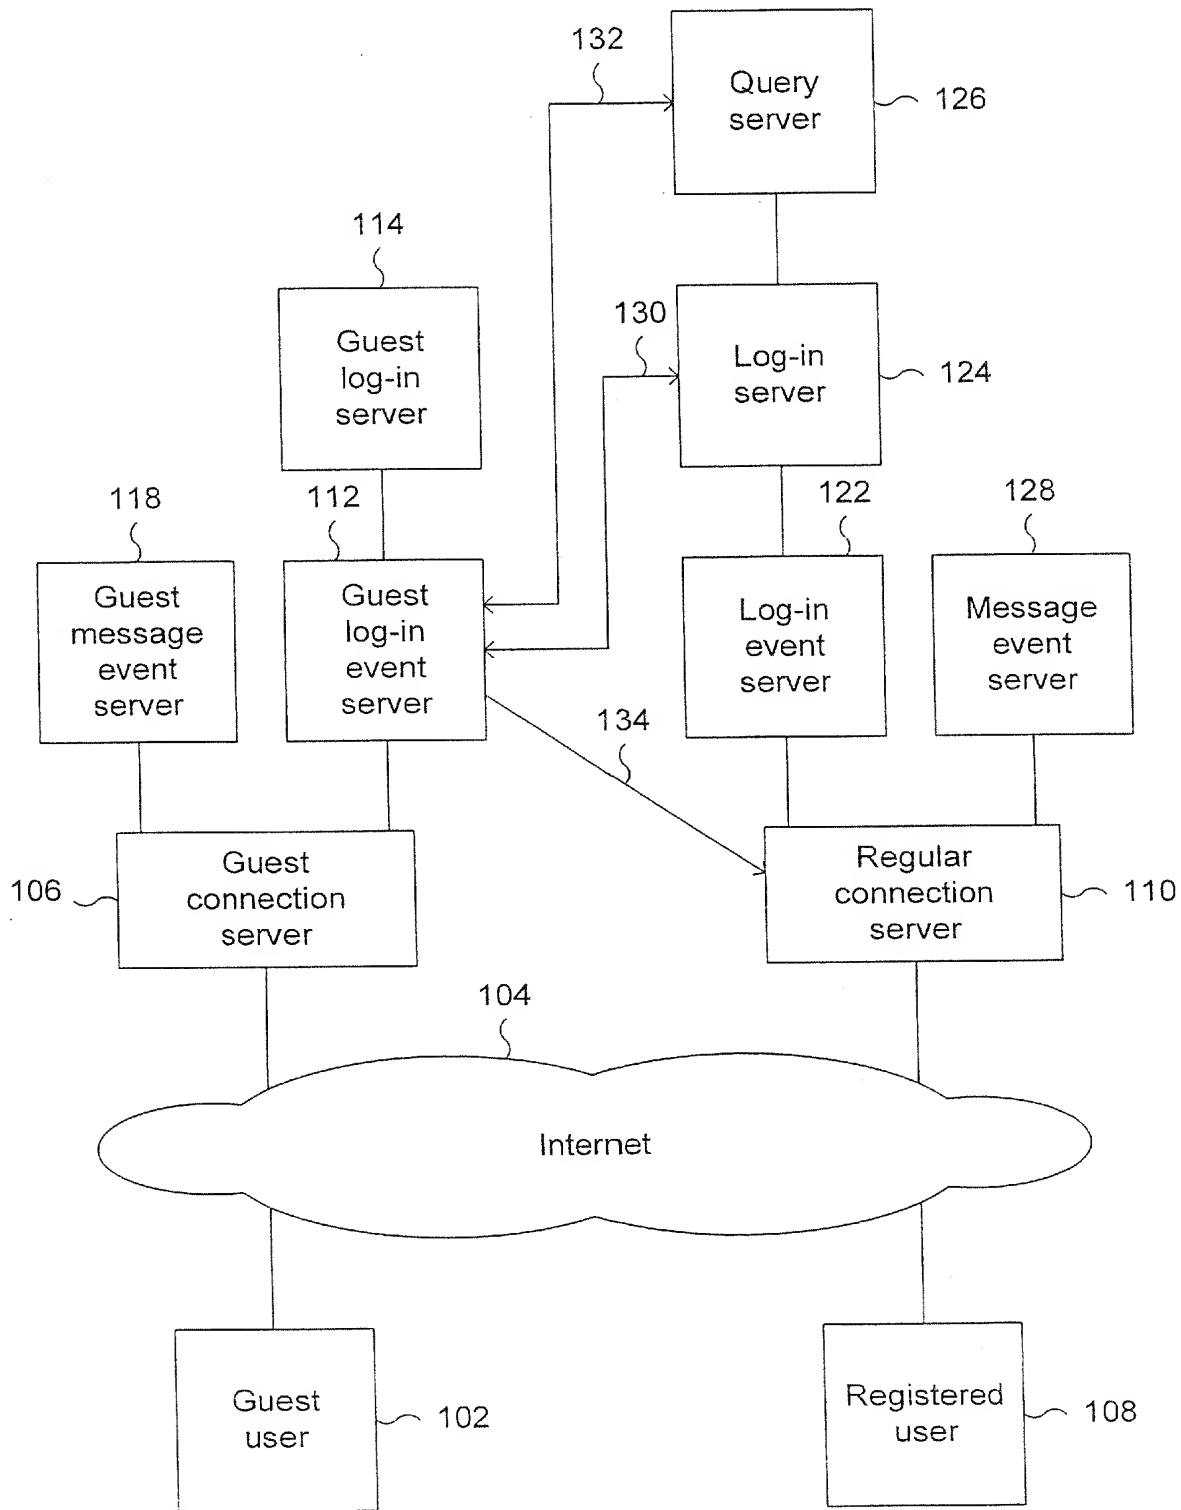 132
Query
server
126
114
130
Guest
log-in
server
Log-in
server
124
118
112
122
128
Guest
message
event
server
Guest
log-in
event
server
Log-in
event
server
Message
event
server
134
106
Guest
connection
server
Regular
connection
server
110
104
Internet
Guest
user
102
Registered
user
108